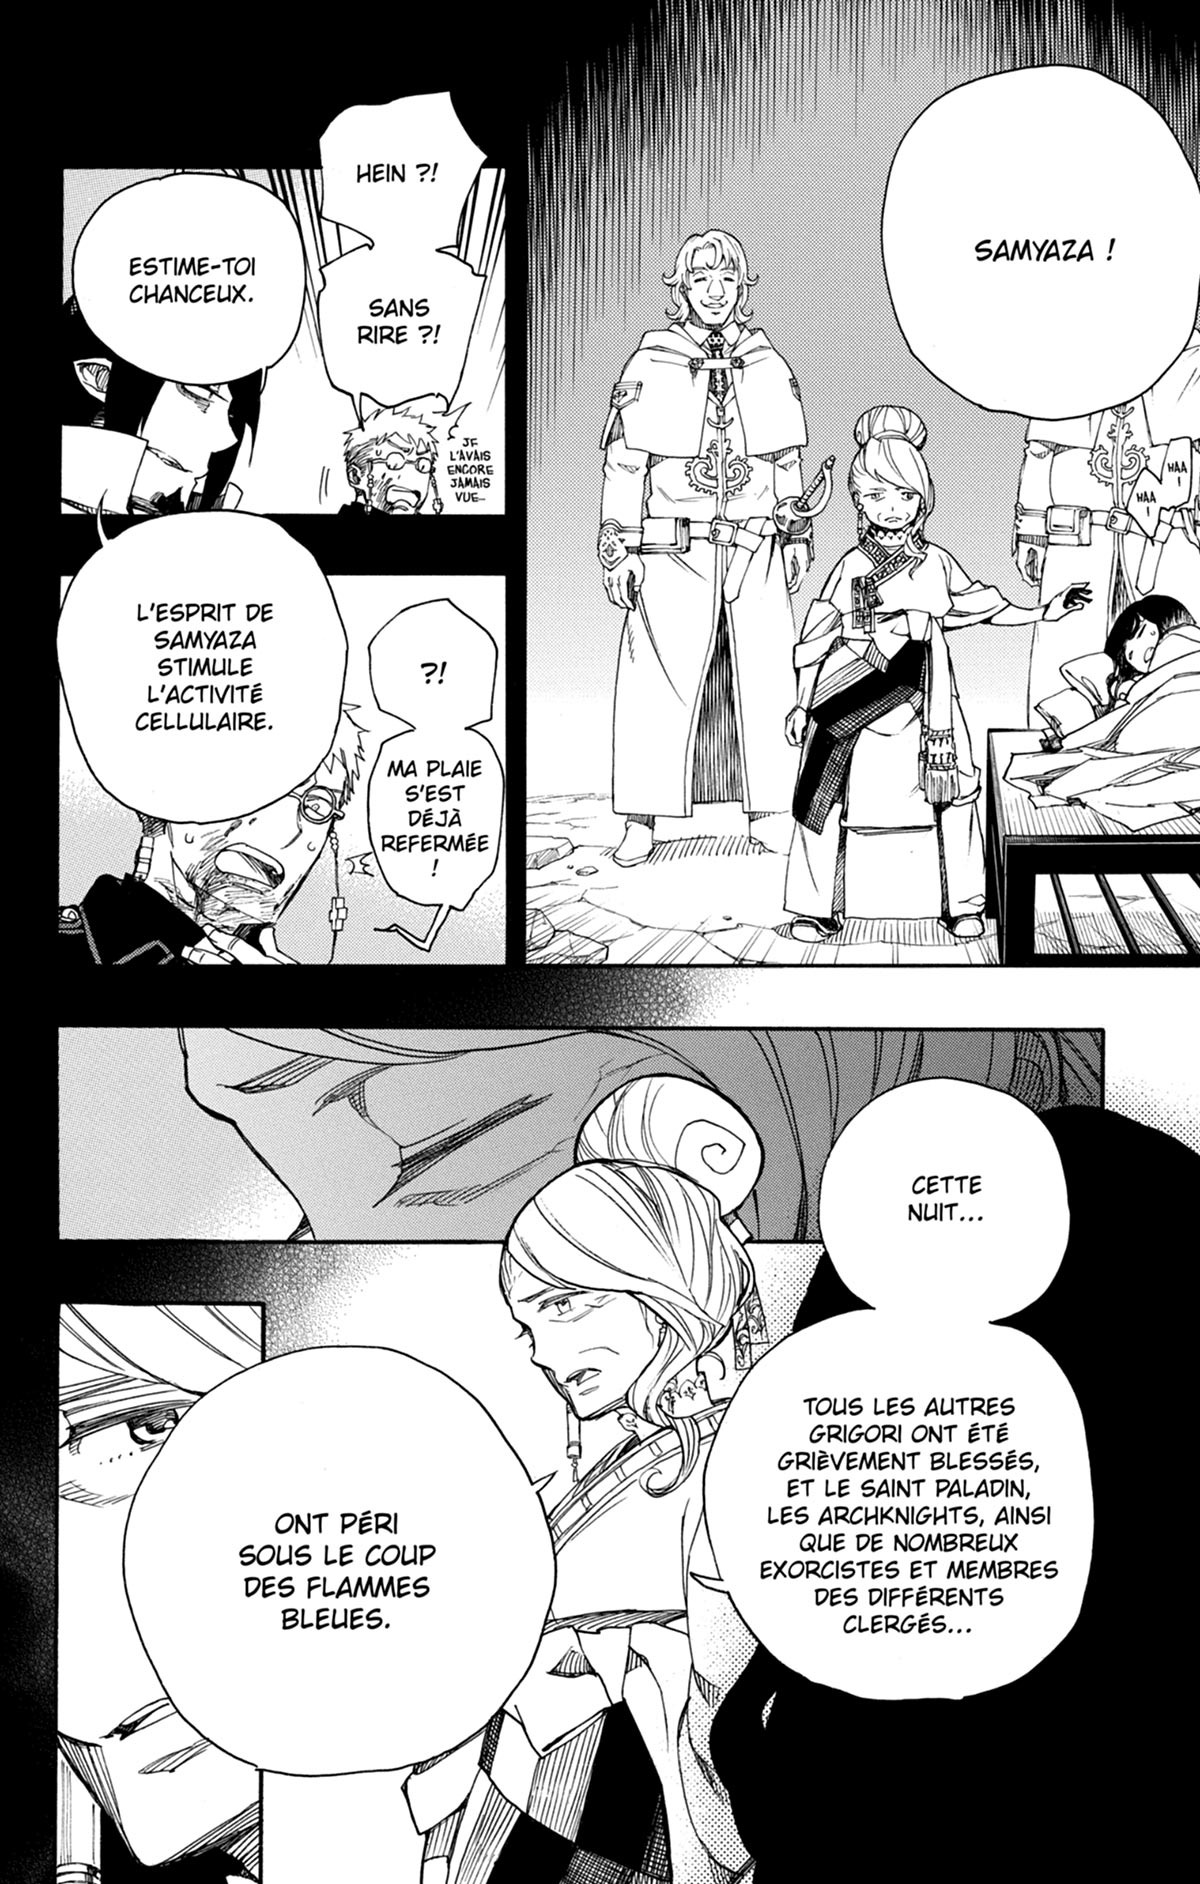 SAMYAZA !
HAA
!
HAA
!
HEIN ?!
SANS
RIRE ?!
JE
L'AVAIS
ENCORE
JAMAIS
VUE...
ESTIME-TOI
CHANCEUX.
?!
MA PLAIE
S'EST
DÉJÀ
REFERMÉE
!
L'ESPRIT DE
SAMYAZA
STIMULE
L'ACTIVITÉ
CELLULAIRE.
CETTE
NUIT...
TOUS LES AUTRES
GRIGORI ONT ÉTÉ
GRIÈVEMENT BLESSÉS,
ET LE SAINT PALADIN,
LES ARCHKNIGHTS, AINSI
QUE DE NOMBREUX
EXORCISTES ET MEMBRES
DES DIFFÉRENTS
CLERGÉS...
ONT PÉRI
SOUS LE COUP
DES FLAMMES
BLEUES.